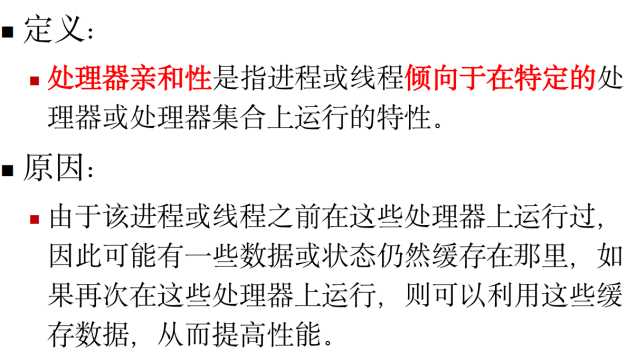 定义：
处理器亲和性是指进程或线程倾向于在特定的处
理器或处理器集合上运行的特性。
原因：
由于该进程或线程之前在这些处理器上运行过，
因此可能有一些数据或状态仍然缓存在那里，如
果再次在这些处理器上运行，则可以利用这些缓
存数据，从而提高性能。